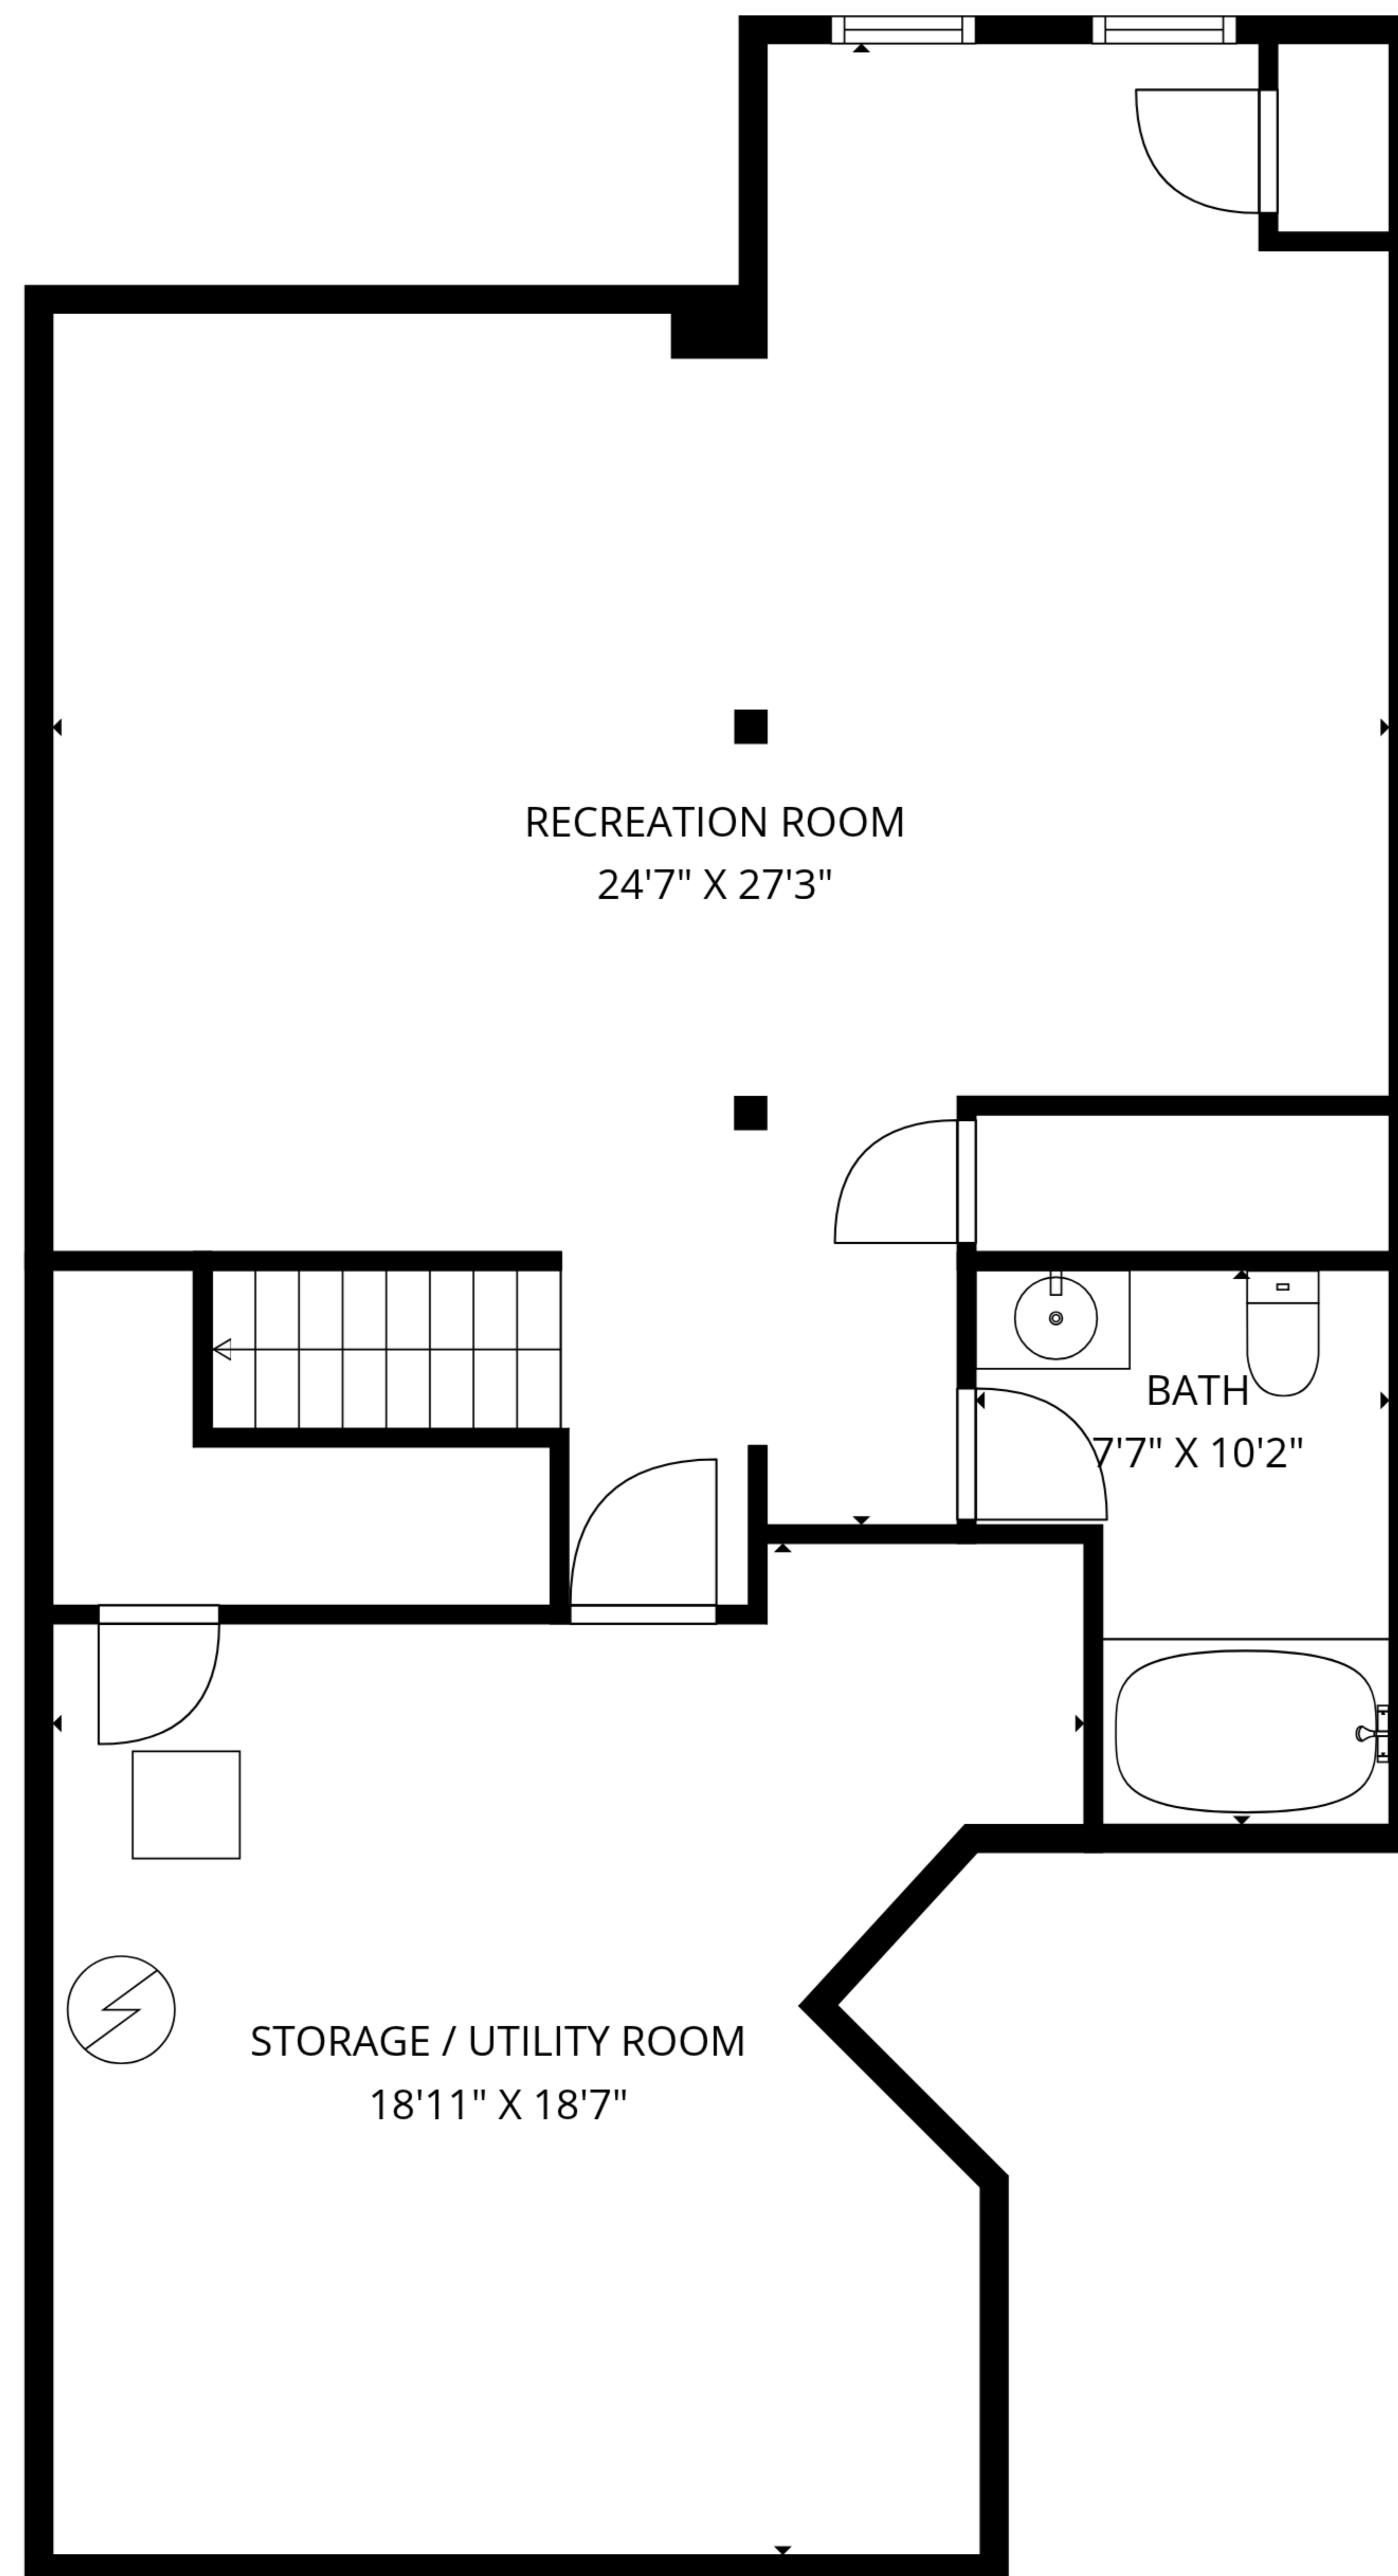 RECREATION ROOM
24'7" X 27'3"
BATH
7'7" X 10'2"
STORAGE / UTILITY ROOM
18'11" X 18'7"